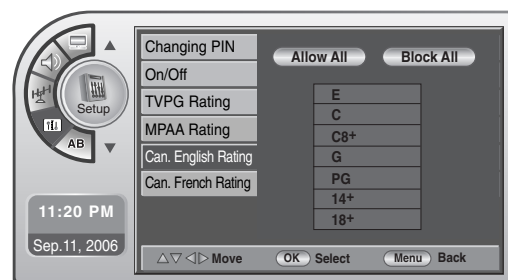 Setup
AB
11:20 PM
Sep.11, 2006
Changing PIN
On/Off
TVPG Rating
MPAA Rating
Can. English Rating
Can. French Rating
Allow All
Block All
E
C
C8+
G
PG
14+
18+
△▽ ◁▷ Move
OK Select
Menu Back